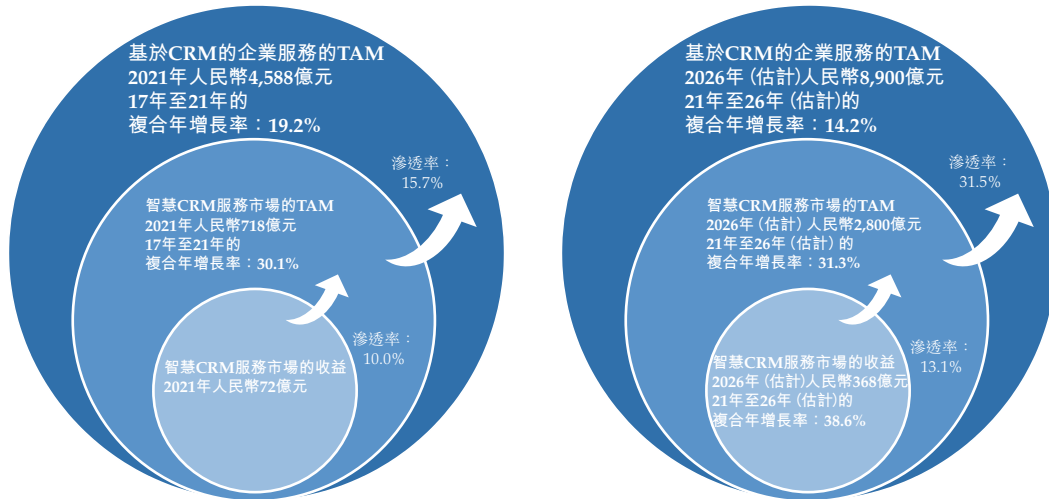 基於CRM的企業服務的TAM
2021年人民幣4,588億元
17年至21年的
複合年增長率：19.2%
滲透率：
15.7%
智慧CRM服務市場的TAM
2021年人民幣718億元
17年至21年的
複合年增長率：30.1%
滲透率：
10.0%
智慧CRM服務市場的收益
2021年人民幣72億元
基於CRM的企業服務的TAM
2026年（估計）人民幣8,900億元
21年至26年（估計）的
複合年增長率：14.2%
滲透率：
31.5%
智慧CRM服務市場的TAM
2026年（估計）人民幣2,800億元
21年至26年（估計）的
複合年增長率：31.3%
滲透率：
13.1%
智慧CRM服務市場的收益
2026年（估計）人民幣368億元
21年至26年（估計）的
複合年增長率：38.6%